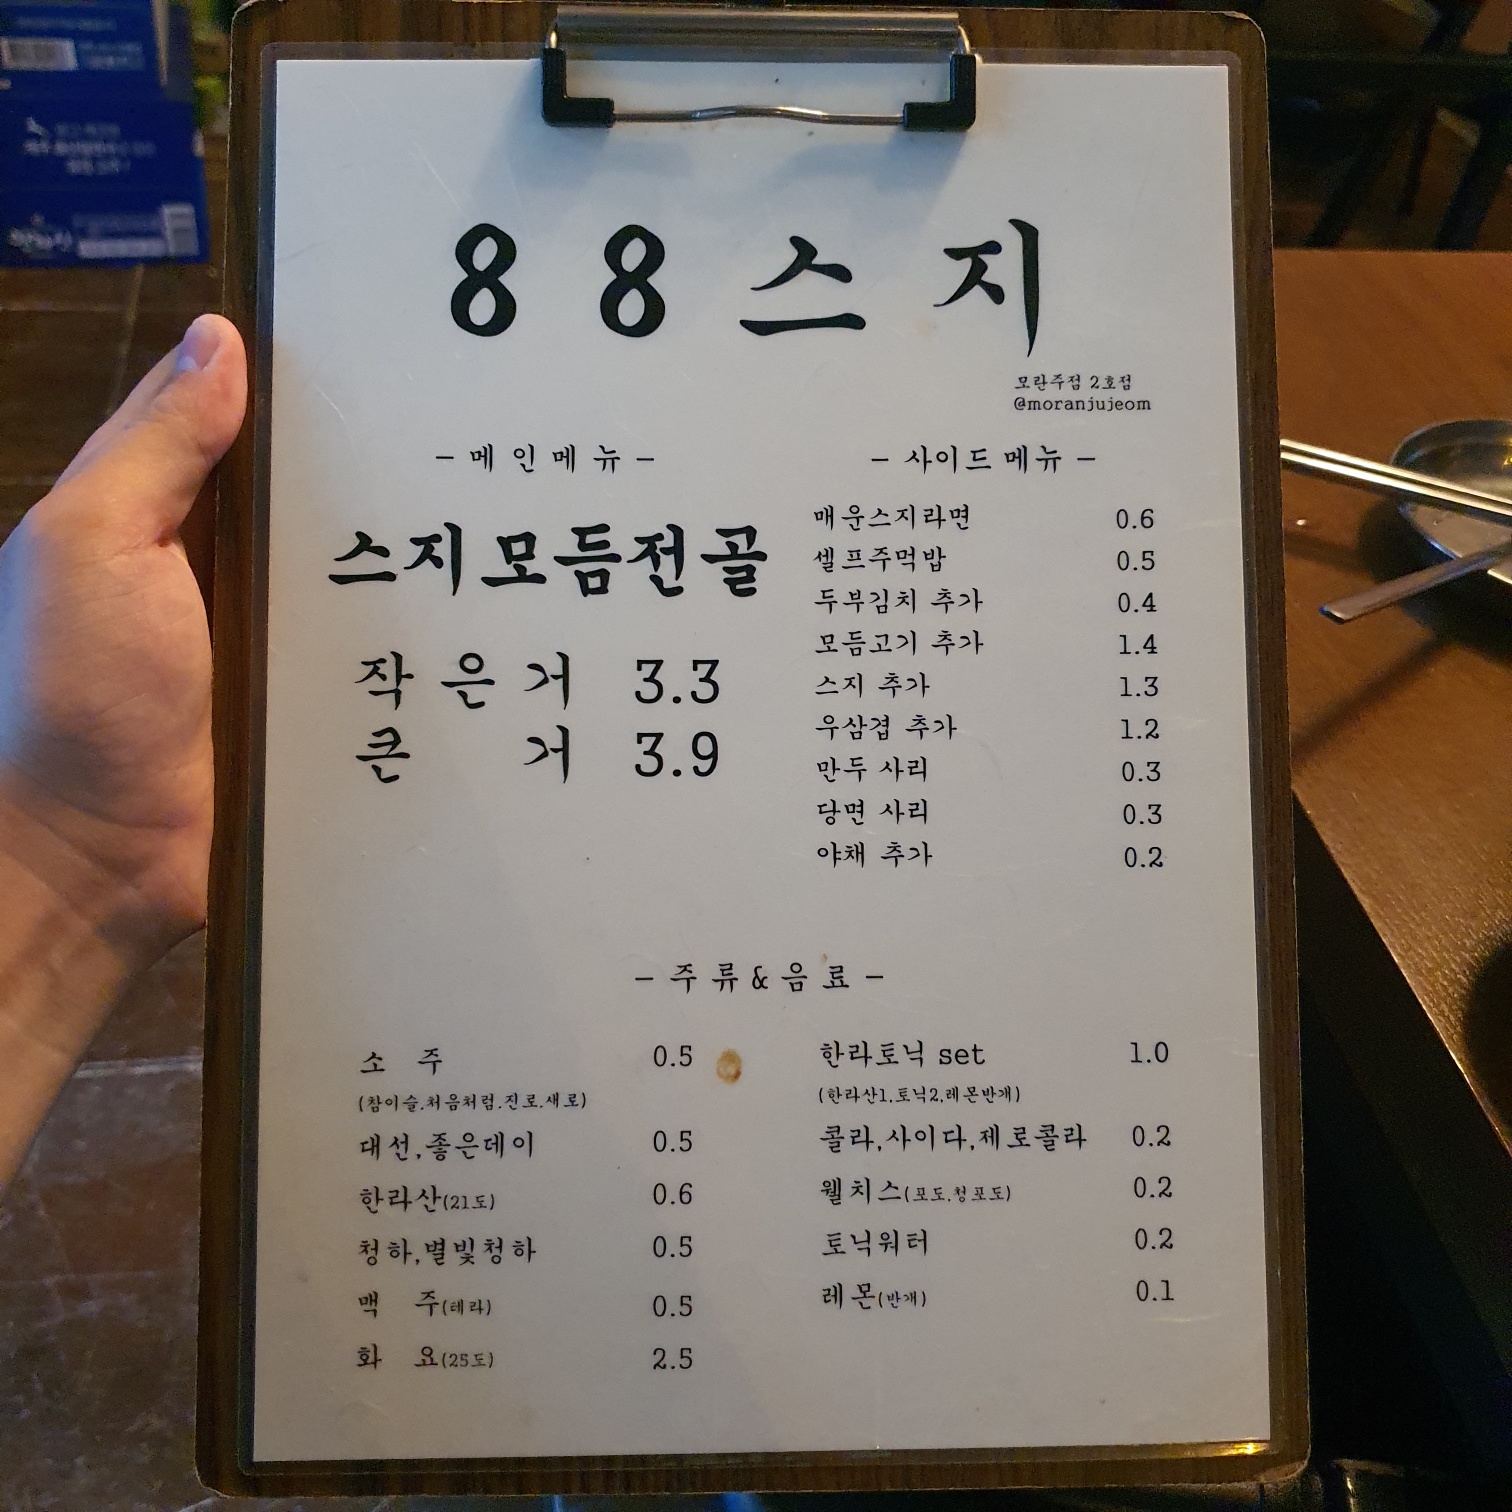 88스지
모란주점 2호점
@moranjujeom
- 메인메뉴 -
스지모듬전골
작은거 3.3
큰 거 3.9
- 사이드메뉴 -
매운스지라면 0.6
셀프주먹밥 0.5
두부김치 추가 0.4
모듬고기 추가 1.4
스지 추가 1.3
우삼겹 추가 1.2
만두 사리 0.3
당면 사리 0.3
야채 추가 0.2
- 주류&음료 -
소 주 0.5
(참이슬.처음처럼.진로.새로)
대선,좋은데이 0.5
한라산(21도) 0.6
청하,별빛청하 0.5
맥 주(테라) 0.5
화 요(25도) 2.5
한라토닉 set 1.0
(한라산1.토닉2.레몬반개)
콜라,사이다,제로콜라 0.2
웰치스(포도.청포도) 0.2
토닉워터 0.2
레몬(반개) 0.1